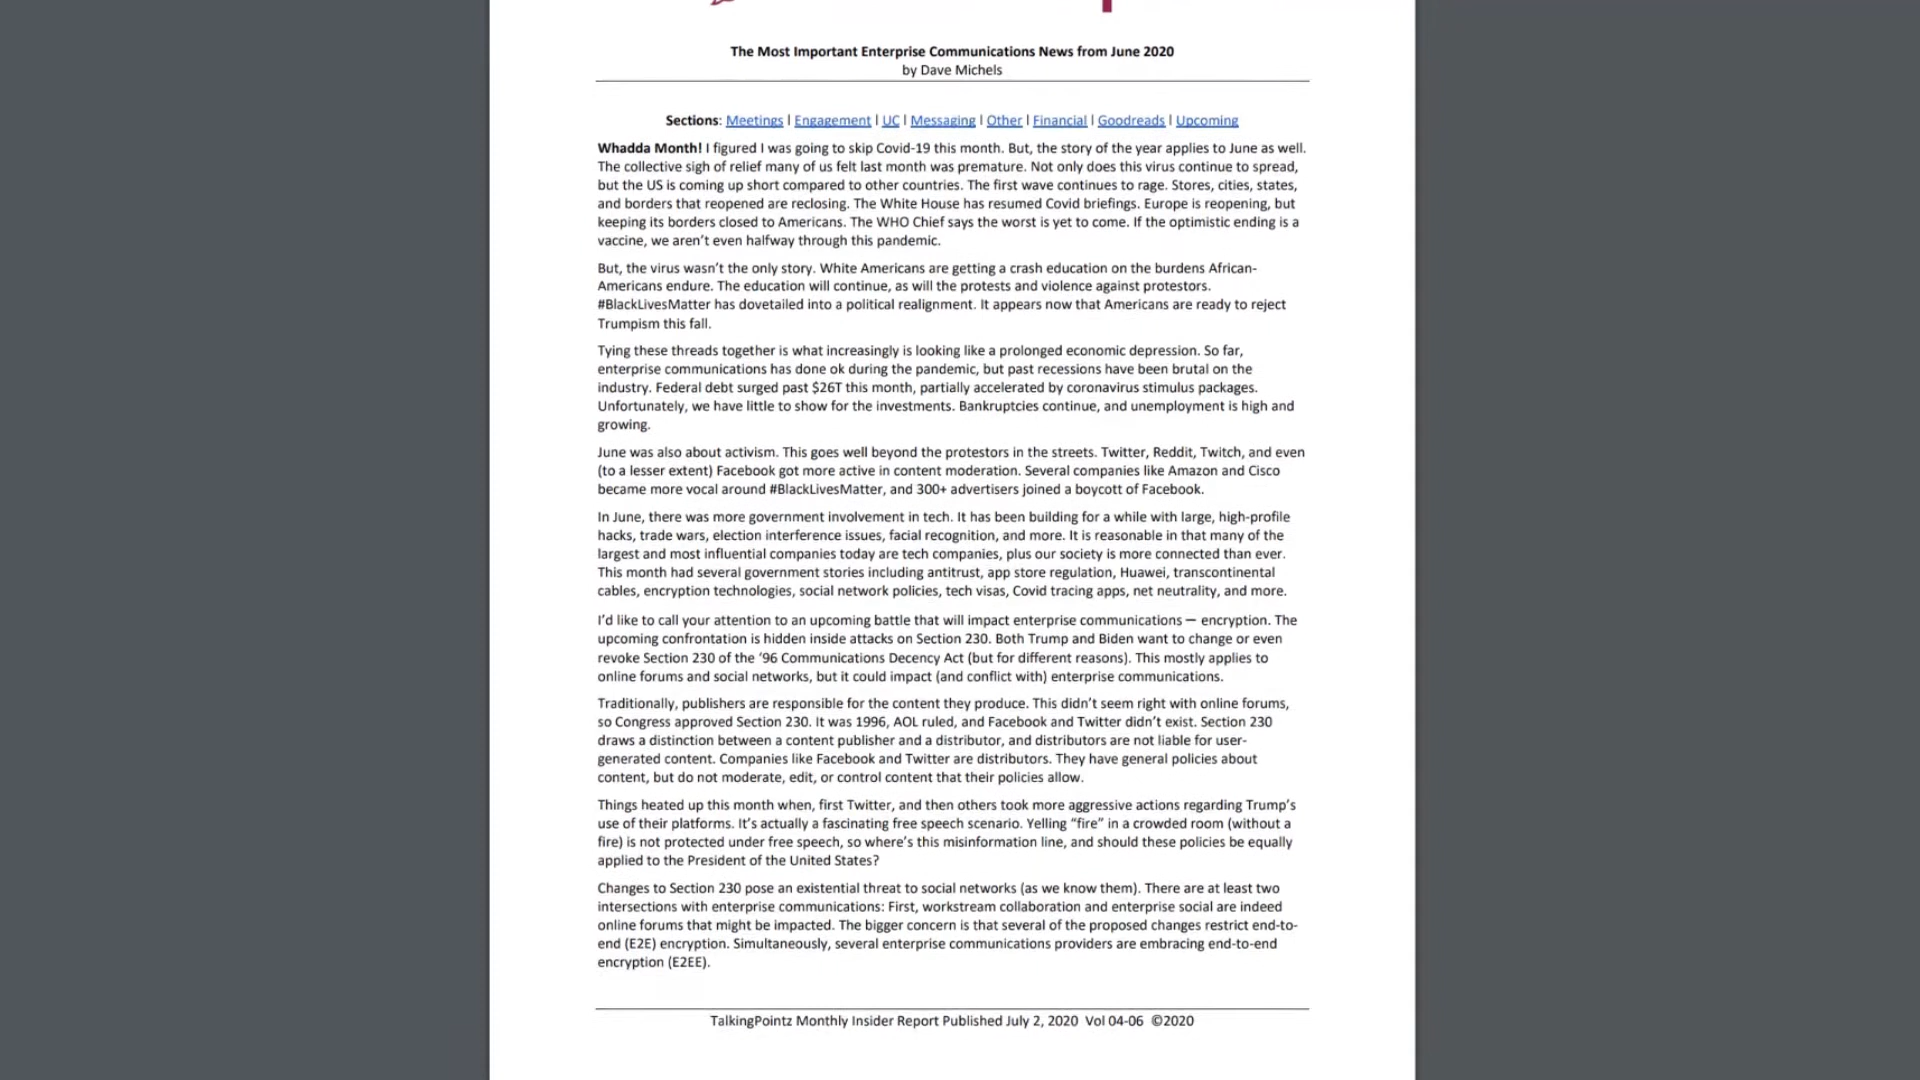 The Most Important Enterprise Communications News from June 2020
by Dave Michels
Sections: Meetings | Engagement | UC | Messaging | Other | Financial | Goodreads | Upcoming
Whadda Month! I figured I was going to skip Covid-19 this month. But, the story of the year applies to June as well.
The collective sigh of relief many of us felt last month was premature. Not only does this virus continue to spread,
but the US is coming up short compared to other countries. The first wave continues to rage. Stores, cities, states,
and borders that reopened are reclosing. The White House has resumed Covid briefings. Europe is reopening, but
keeping its borders closed to Americans. The WHO Chief says the worst is yet to come. If the optimistic ending is a
vaccine, we aren’t even halfway through this pandemic.
But, the virus wasn’t the only story. White Americans are getting a crash education on the burdens African-
Americans endure. The education will continue, as will the protests and violence against protestors.
#BlackLivesMatter has dovetailed into a political realignment. It appears now that Americans are ready to reject
Trumpism this fall.
Tying these threads together is what increasingly is looking like a prolonged economic depression. So far,
enterprise communications has done ok during the pandemic, but past recessions have been brutal on the
industry. Federal debt surged past $26T this month, partially accelerated by coronavirus stimulus packages.
Unfortunately, we have little to show for the investments. Bankruptcies continue, and unemployment is high and
growing.
June was also about activism. This goes well beyond the protestors in the streets. Twitter, Reddit, Twitch, and even
(to a lesser extent) Facebook got more active in content moderation. Several companies like Amazon and Cisco
became more vocal around #BlackLivesMatter, and 300+ advertisers joined a boycott of Facebook.
In June, there was more government involvement in tech. It has been building for a while with large, high-profile
hacks, trade wars, election interference issues, facial recognition, and more. It is reasonable in that many of the
largest and most influential companies today are tech companies, plus our society is more connected than ever.
This month had several government stories including antitrust, app store regulation, Huawei, transcontinental
cables, encryption technologies, social network policies, tech visas, Covid tracing apps, net neutrality, and more.
I’d like to call your attention to an upcoming battle that will impact enterprise communications — encryption. The
upcoming confrontation is hidden inside attacks on Section 230. Both Trump and Biden want to change or even
revoke Section 230 of the ‘96 Communications Decency Act (but for different reasons). This mostly applies to
online forums and social networks, but it could impact (and conflict with) enterprise communications.
Traditionally, publishers are responsible for the content they produce. This didn’t seem right with online forums,
so Congress approved Section 230. It was 1996, AOL ruled, and Facebook and Twitter didn’t exist. Section 230
draws a distinction between a content publisher and a distributor, and distributors are not liable for user-
generated content. Companies like Facebook and Twitter are distributors. They have general policies about
content, but do not moderate, edit, or control content that their policies allow.
Things heated up this month when, first Twitter, and then others took more aggressive actions regarding Trump’s
use of their platforms. It’s actually a fascinating free speech scenario. Yelling “fire” in a crowded room (without a
fire) is not protected under free speech, so where’s this misinformation line, and should these policies be equally
applied to the President of the United States?
Changes to Section 230 pose an existential threat to social networks (as we know them). There are at least two
intersections with enterprise communications: First, workstream collaboration and enterprise social are indeed
online forums that might be impacted. The bigger concern is that several of the proposed changes restrict end-to-
end (E2E) encryption. Simultaneously, several enterprise communications providers are embracing end-to-end
encryption (E2EE).
TalkingPointz Monthly Insider Report Published July 2, 2020 Vol 04-06 ©2020